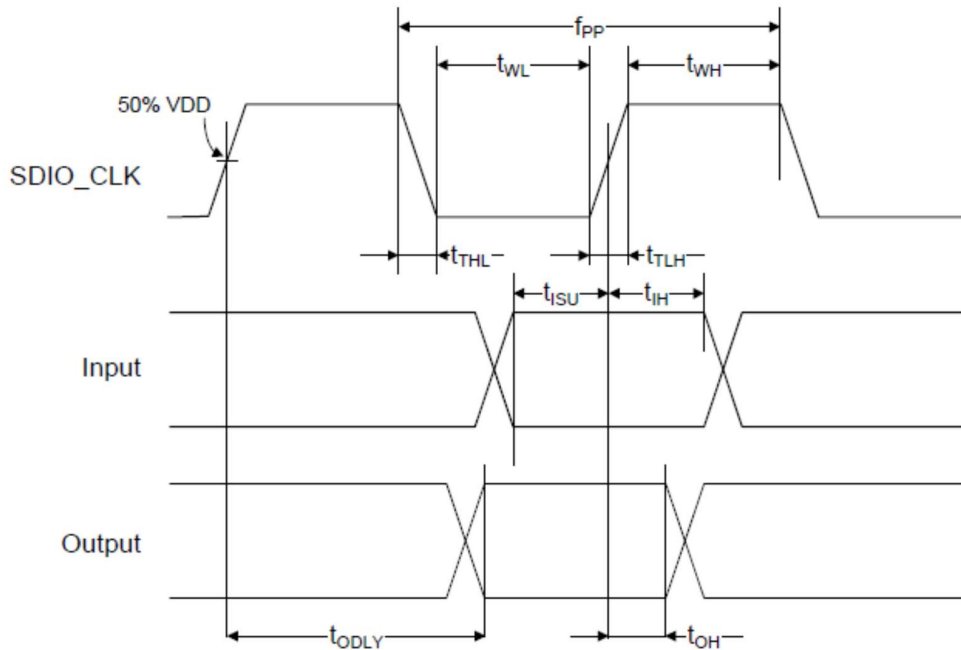 fPP
tWL
tWH
50% VDD
SDIO_CLK
tTHL
tTLH
tISU
tIH
Input
Output
tODLY
tOH